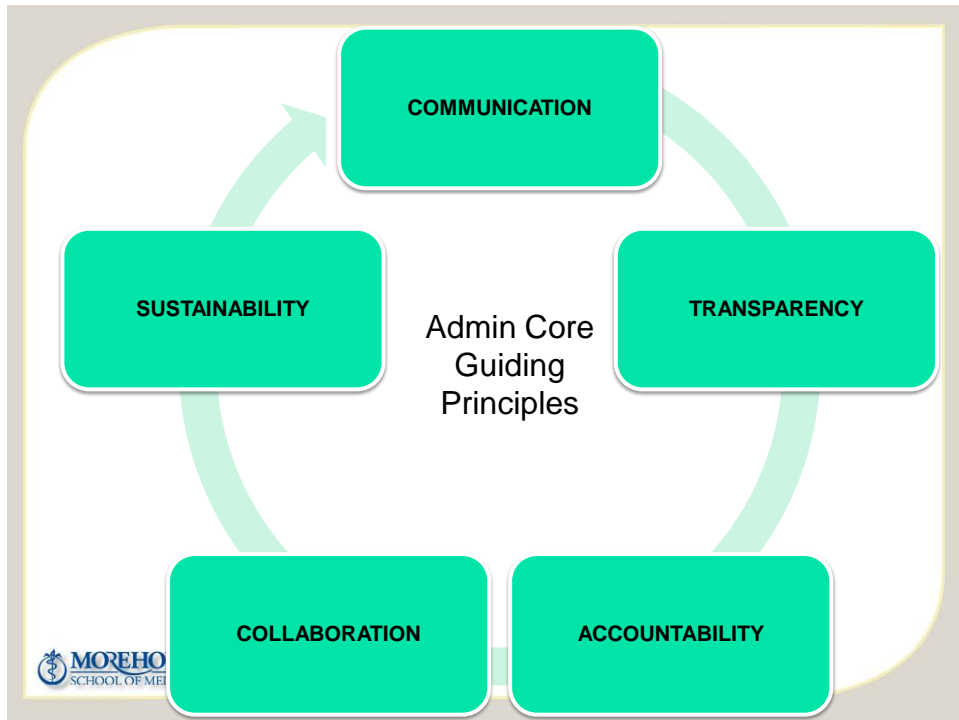 COMMUNICATION
TRANSPARENCY
ACCOUNTABILITY
COLLABORATION
SUSTAINABILITY
Admin Core
Guiding
Principles